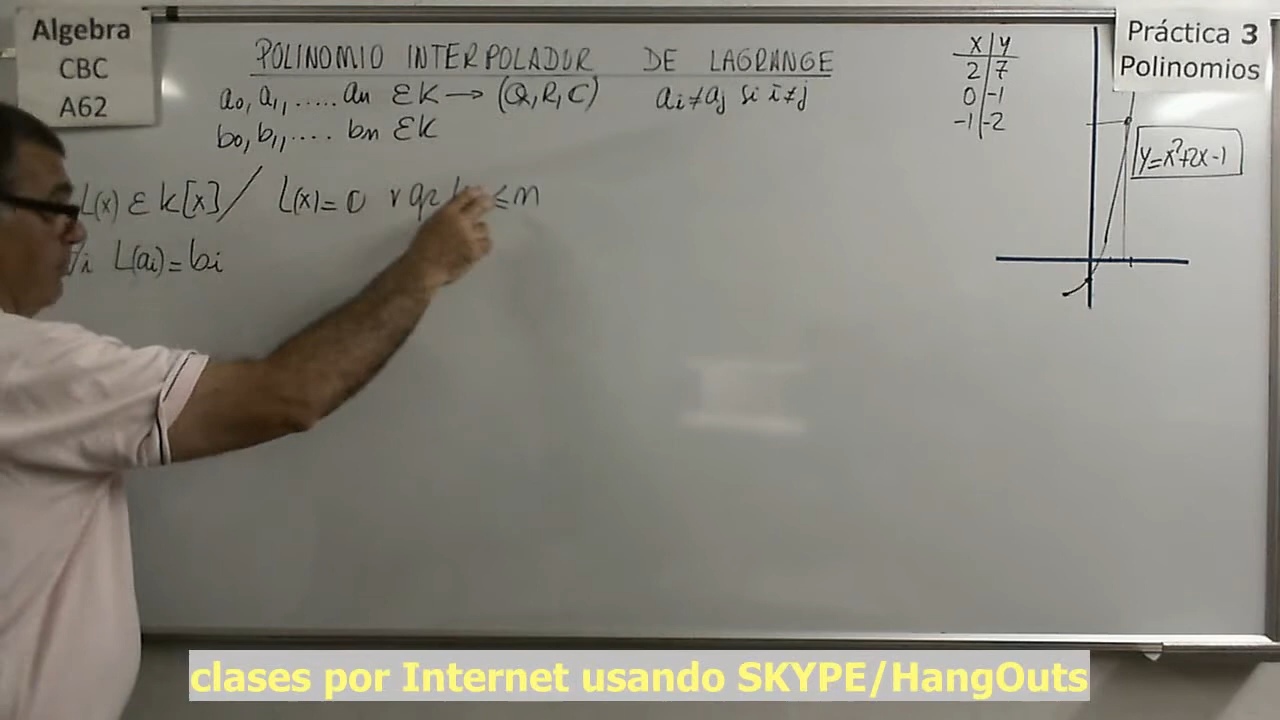 Algebra
CBC
A62
POLINOMIO INTERPOLADOR DE LAGRANGE
a0, a1, ..... an ∈ K → (Q, R, C) ai ≠ aj si i ≠ j
b0, b1, .... bn ∈ K
L(x) ∈ K[x] / L(x) = 0 v gr ≤ n
∀i L(ai) = bi
x | y
2 | 7
0 | -1
-1 | -2
Práctica 3
Polinomios
y = x² + 2x - 1
clases por Internet usando SKYPE/HangOuts